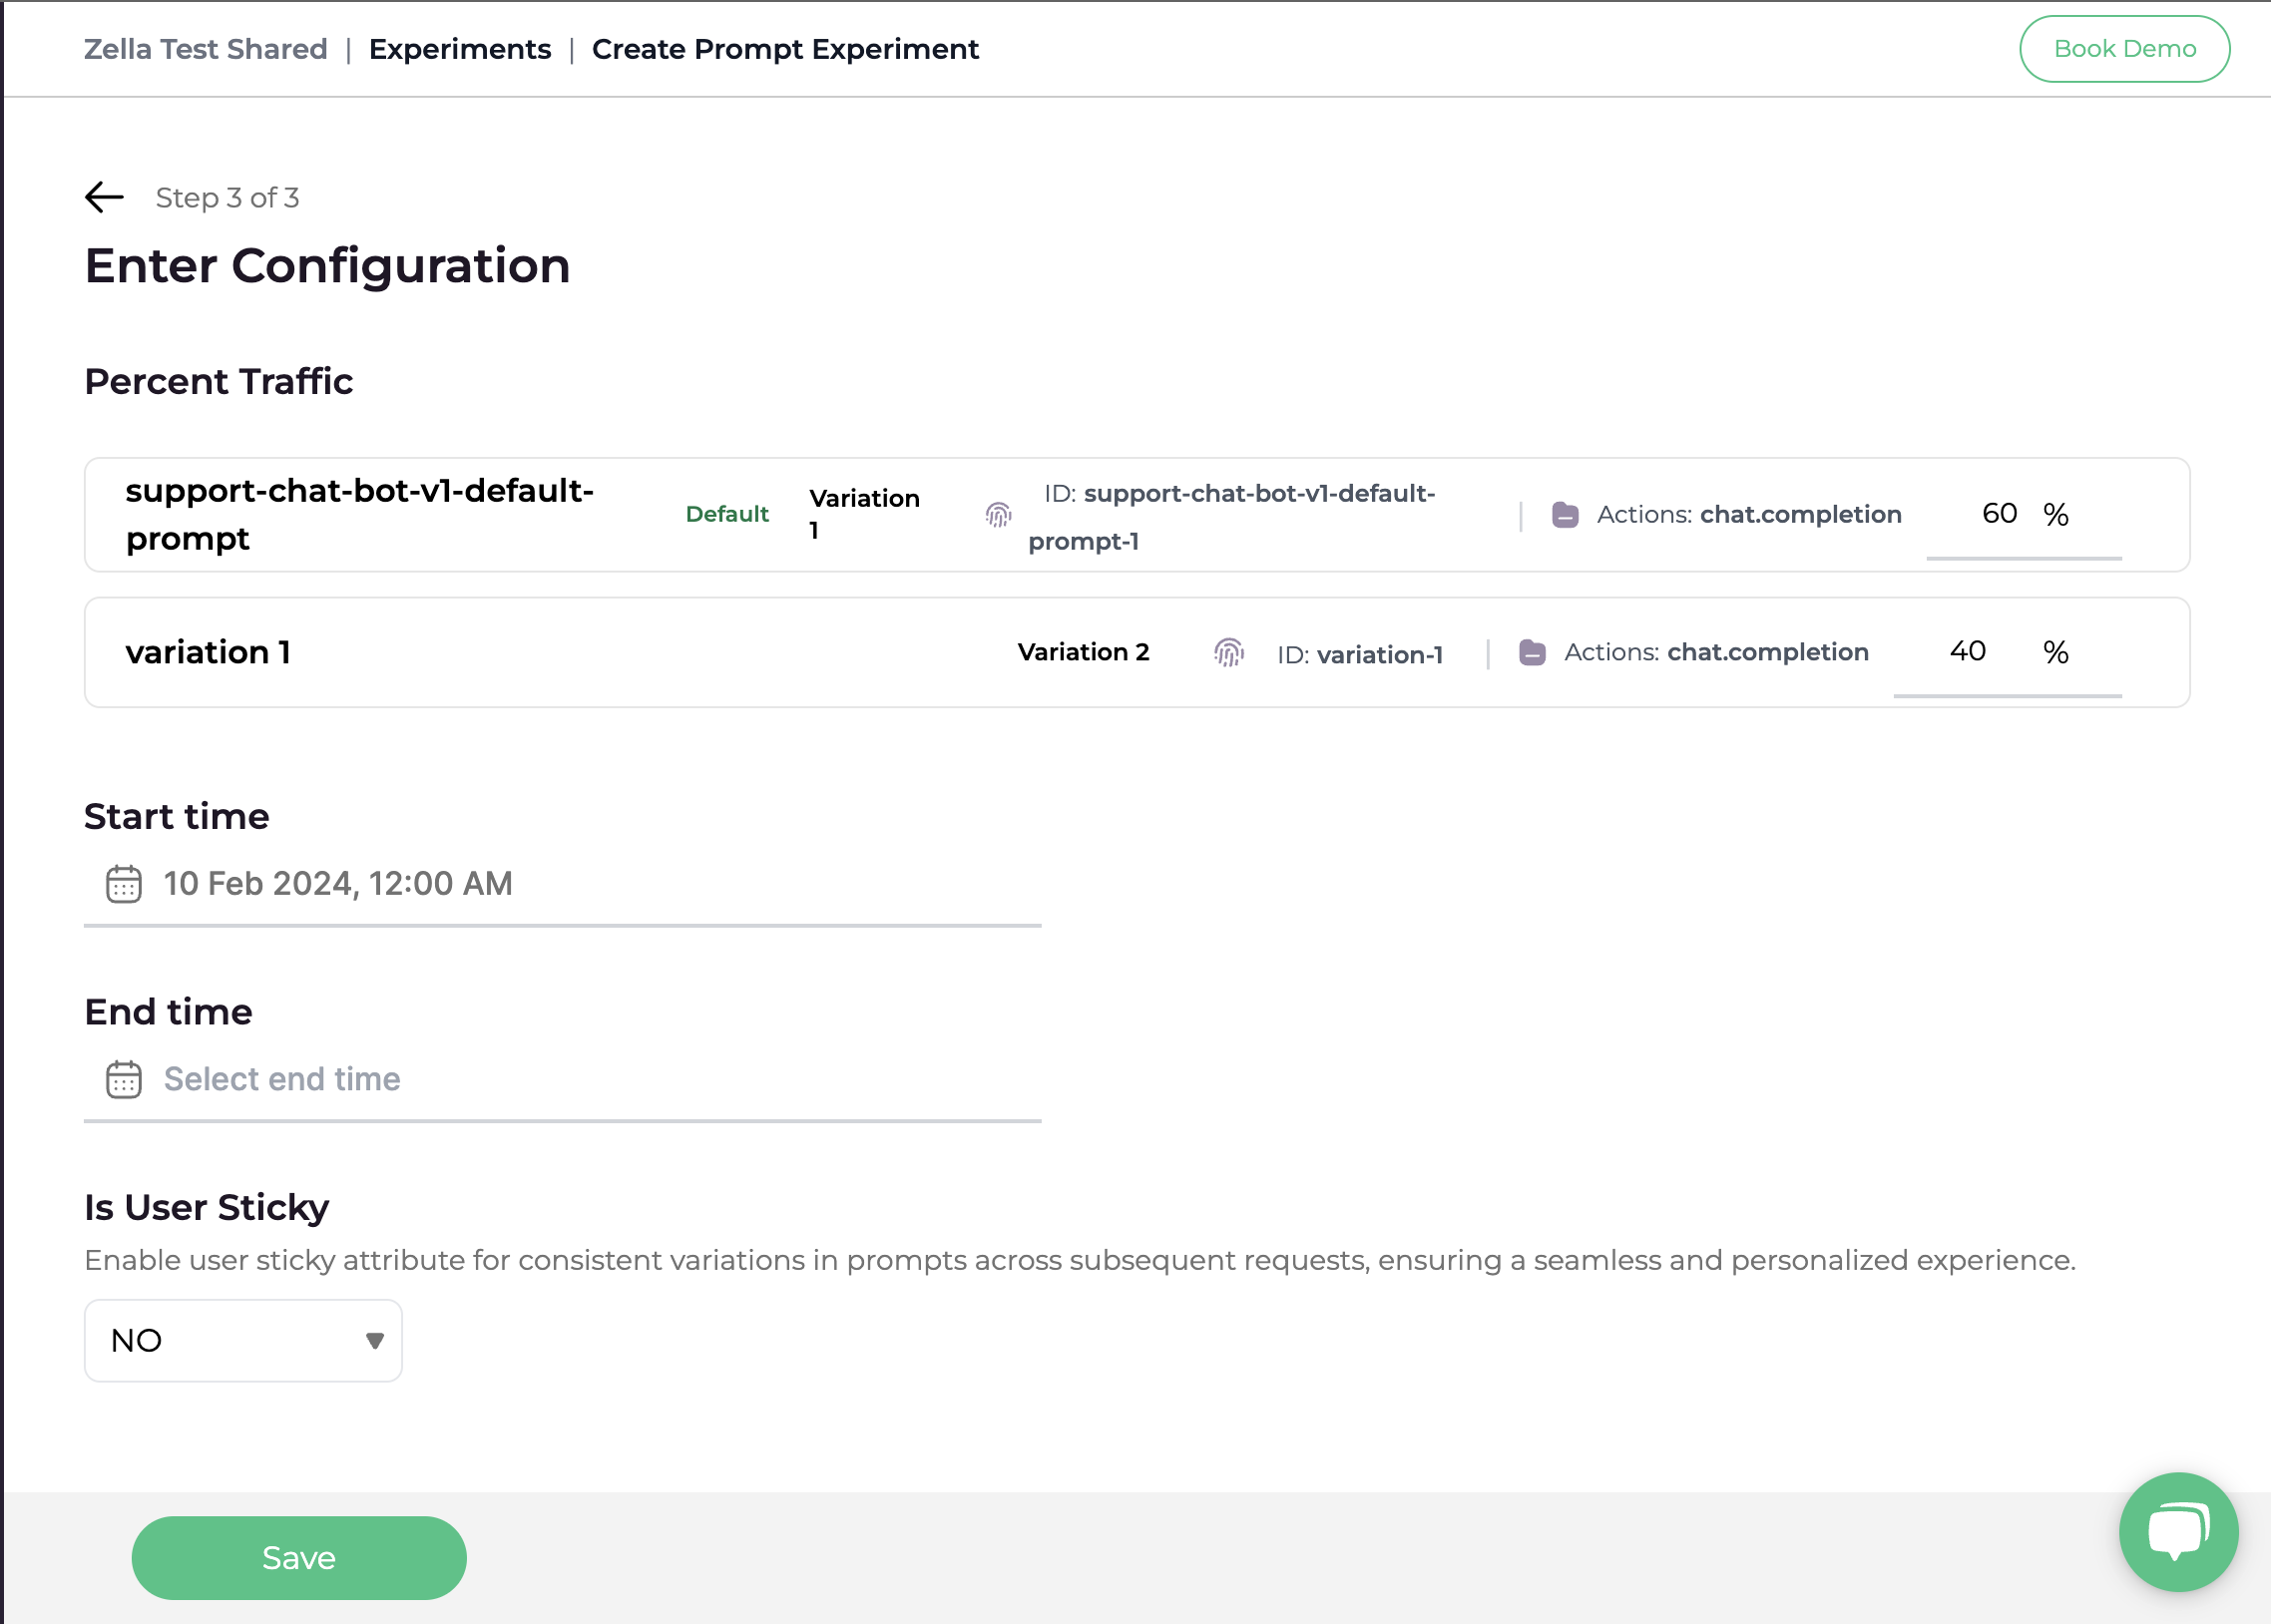 Zella Test Shared | Experiments | Create Prompt Experiment
Book Demo
Step 3 of 3
Enter Configuration
Percent Traffic
support-chat-bot-v1-default-
prompt
Default
Variation
1
ID: support-chat-bot-v1-default-
prompt-1
Actions: chat.completion
60 %
variation 1
Variation 2
ID: variation-1
Actions: chat.completion
40 %
Start time
10 Feb 2024, 12:00 AM
End time
Select end time
Is User Sticky
Enable user sticky attribute for consistent variations in prompts across subsequent requests, ensuring a seamless and personalized experience.
NO
Save